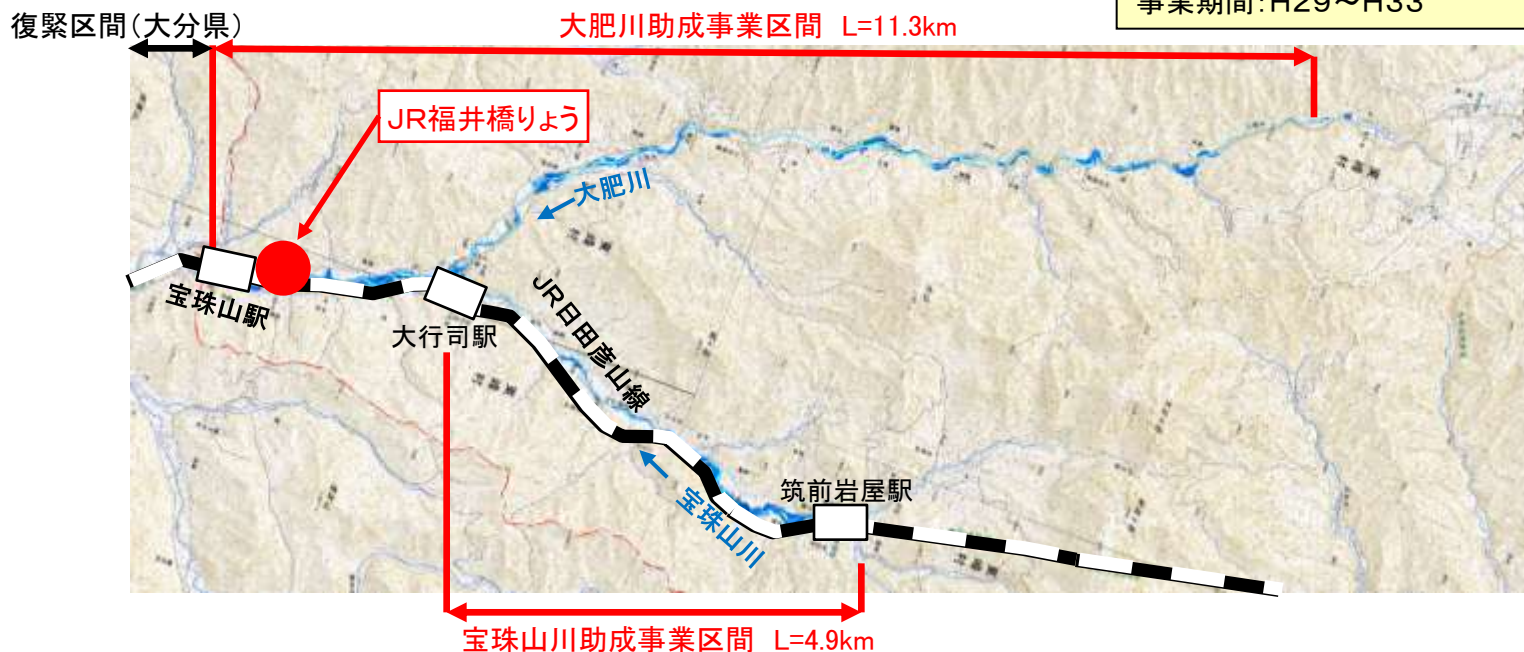 事業期間:H29～H33
復緊区間(大分県)
大肥川助成事業区間 L=11.3km
JR福井橋りょう
大肥川
宝珠山駅
大行司駅
JR日田彦山線
筑前岩屋駅
宝珠山川
宝珠山川助成事業区間 L=4.9km